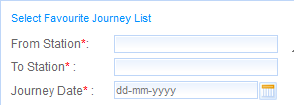 Select Favourite Journey List
From Station*:
To Station* :
Journey Date* : dd-mm-yyyy